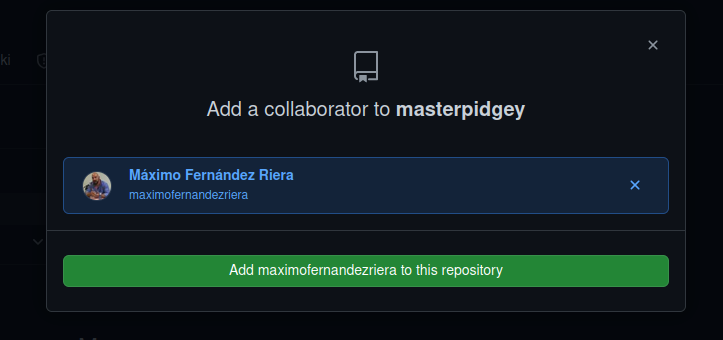 ki
Add a collaborator to masterpidgey
Máximo Fernández Riera
maximofernandezriera
Add maximofernandezriera to this repository